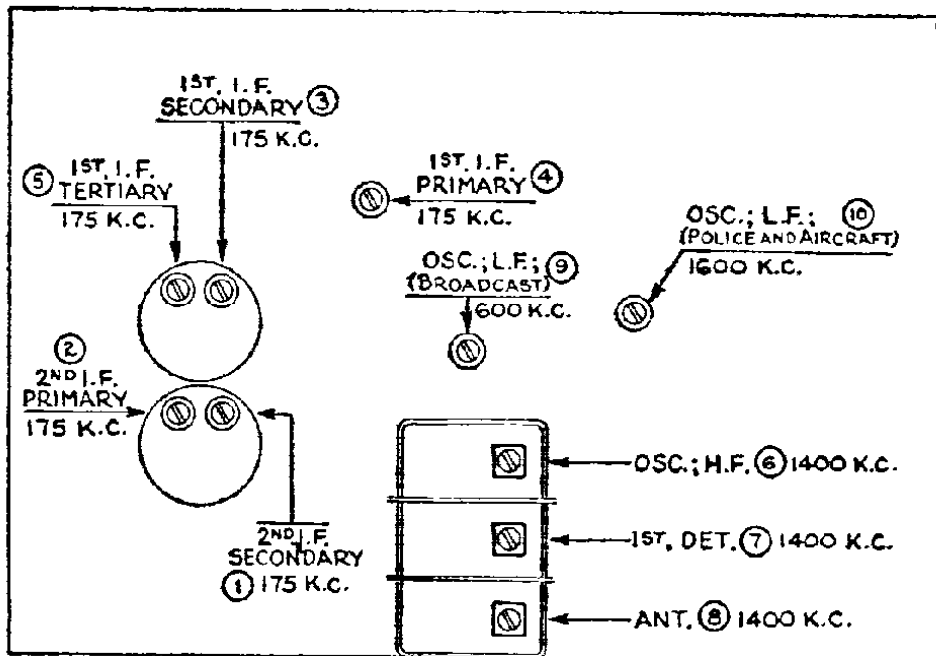 1ST. I.F.
SECONDARY 3
175 K.C.
5 1ST. I.F.
TERTIARY
175 K.C.
1ST. I.F.
PRIMARY 4
175 K.C.
OSC.; L.F.; 10
(POLICE AND AIRCRAFT)
1600 K.C.
OSC.; L.F.; 9
(BROADCAST)
600 K.C.
2
2ND I.F.
PRIMARY
175 K.C.
OSC.; H.F. 6 1400 K.C.
2ND I.F.
SECONDARY
1 175 K.C.
1ST. DET. 7 1400 K.C.
ANT. 8 1400 K.C.